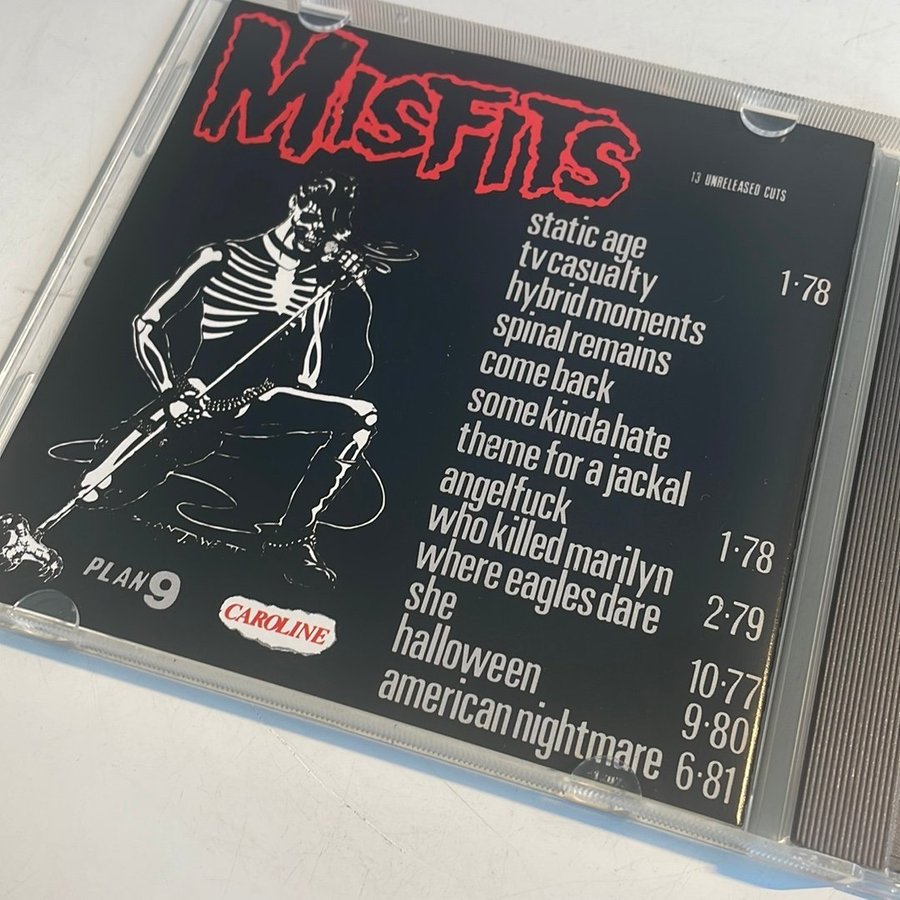 MISFITS
13 UNRELEASED CUTS
static age
tv casualty 1·78
hybrid moments
spinal remains
come back
some kinda hate
theme for a jackal
angelfuck 1·78
who killed marilyn
where eagles dare 2·79
she 10·77
halloween 9·80
american nightmare 6·81
PLAN 9
CAROLINE